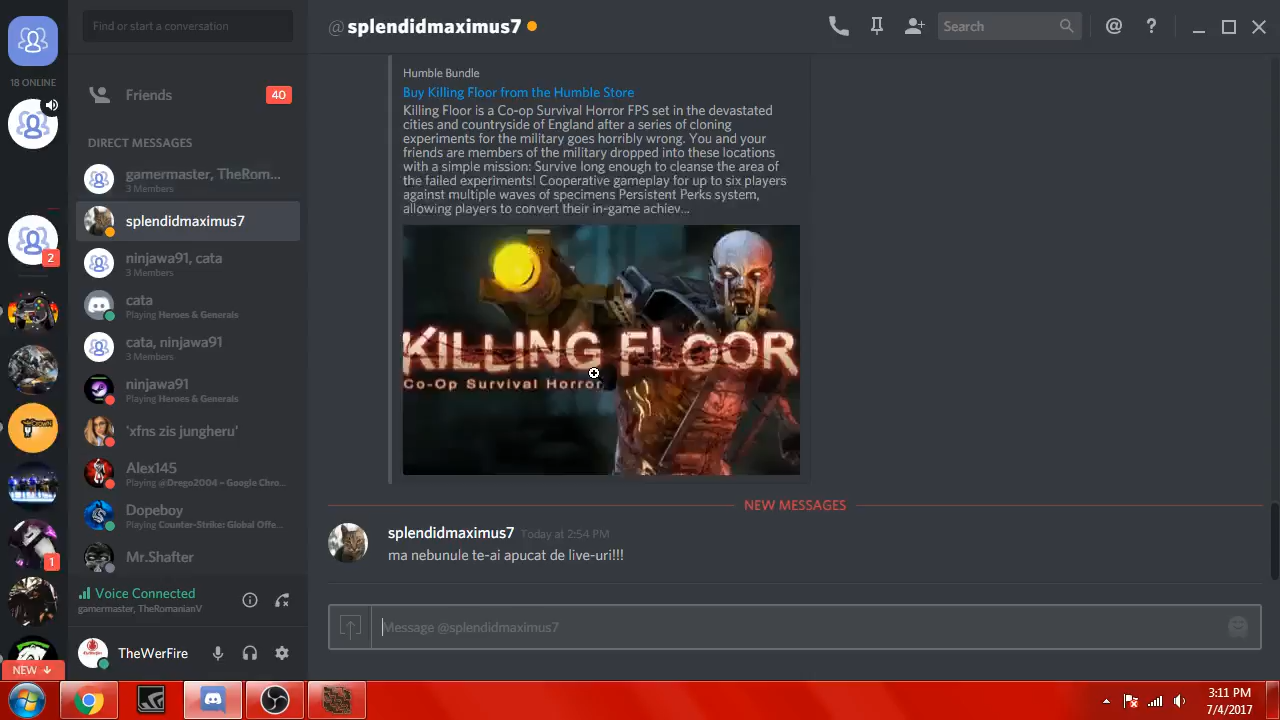 Find or start a conversation
@splendidmaximus7
Search
18 ONLINE
Friends
40
DIRECT MESSAGES
gamermaster, TheRom...
3 Members
splendidmaximus7
ninjawa91, cata
3 Members
2
cata
Playing Heroes & Generals
cata, ninjawa91
3 Members
ninjawa91
Playing Heroes & Generals
'xfns zis jungheru'
Alex145
Playing @Drego2004 - Google Chro...
Dopeboy
Playing Counter-Strike: Global Offe...
Mr.Shafter
1
Voice Connected
gamermaster, TheRomanianV
TheWerFire
NEW
Humble Bundle
Buy Killing Floor from the Humble Store
Killing Floor is a Co-op Survival Horror FPS set in the devastated
cities and countryside of England after a series of cloning
experiments for the military goes horribly wrong. You and your
friends are members of the military dropped into these locations
with a simple mission: Survive long enough to cleanse the area of
the failed experiments! Cooperative gameplay for up to six players
against multiple waves of specimens Persistent Perks system,
allowing players to convert their in-game achiev...
KILLING FLOOR
Co-Op Survival Horror
NEW MESSAGES
splendidmaximus7 Today at 2:54 PM
ma nebunule te-ai apucat de live-uri!!!
Message @splendidmaximus7
3:11 PM
7/4/2017